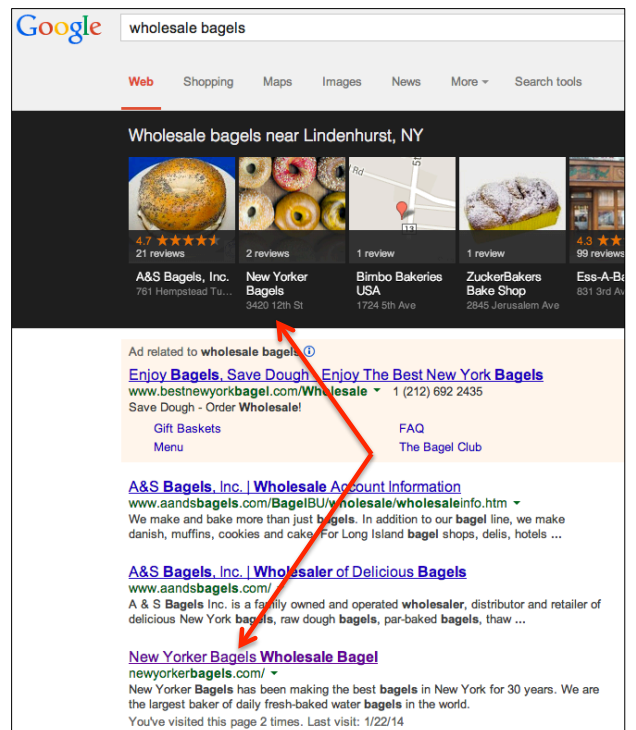 Google
wholesale bagels
Web Shopping Maps Images News More Search tools
Wholesale bagels near Lindenhurst, NY
4.7
21 reviews
A&S Bagels, Inc.
761 Hempstead Tu...
2 reviews
New Yorker
Bagels
3420 12th St
Rd
13
1 review
Bimbo Bakeries
USA
1724 5th Ave
1 review
ZuckerBakers
Bake Shop
2845 Jerusalem Ave
4.3
99 reviews
Ess-A-Ba
831 3rd Av
Ad related to wholesale bagels
Enjoy Bagels, Save Dough - Enjoy The Best New York Bagels
www.bestnewyorkbagel.com/Wholesale 1 (212) 692 2435
Save Dough - Order Wholesale!
Gift Baskets FAQ
Menu The Bagel Club
A&S Bagels, Inc. | Wholesale Account Information
www.aandsbagels.com/BagelBU/wholesale/wholesaleinfo.htm
We make and bake more than just bagels. In addition to our bagel line, we make
danish, muffins, cookies and cake. For Long Island bagel shops, delis, hotels ...
A&S Bagels, Inc. | Wholesaler of Delicious Bagels
www.aandsbagels.com/
A & S Bagels Inc. is a family owned and operated wholesaler, distributor and retailer of
delicious New York bagels, raw dough bagels, par-baked bagels, thaw ...
New Yorker Bagels Wholesale Bagel
newyorkerbagels.com/
New Yorker Bagels has been making the best bagels in New York for 30 years. We are
the largest baker of daily fresh-baked water bagels in the world.
You've visited this page 2 times. Last visit: 1/22/14